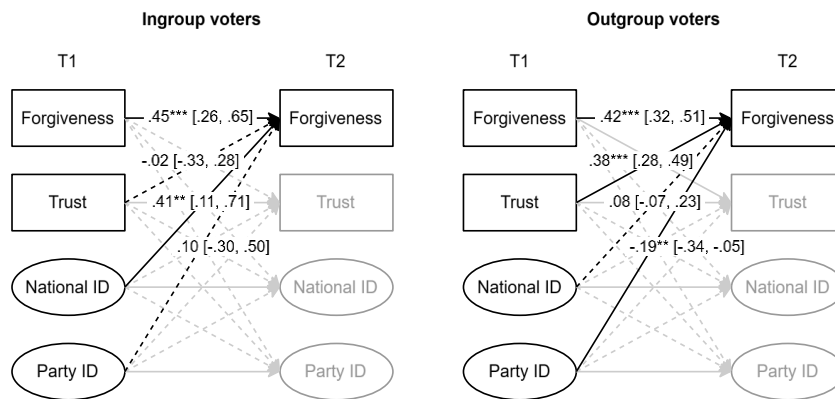 Ingroup voters
T1
T2
Forgiveness
.45*** [.26, .65]
Forgiveness
-.02 [-.33, .28]
Trust
.41** [.11, .71]
Trust
.10 [-.30, .50]
National ID
National ID
Party ID
Party ID
Outgroup voters
T1
T2
Forgiveness
.42*** [.32, .51]
Forgiveness
.38*** [.28, .49]
Trust
.08 [-.07, .23]
Trust
-.19** [-.34, -.05]
National ID
National ID
Party ID
Party ID